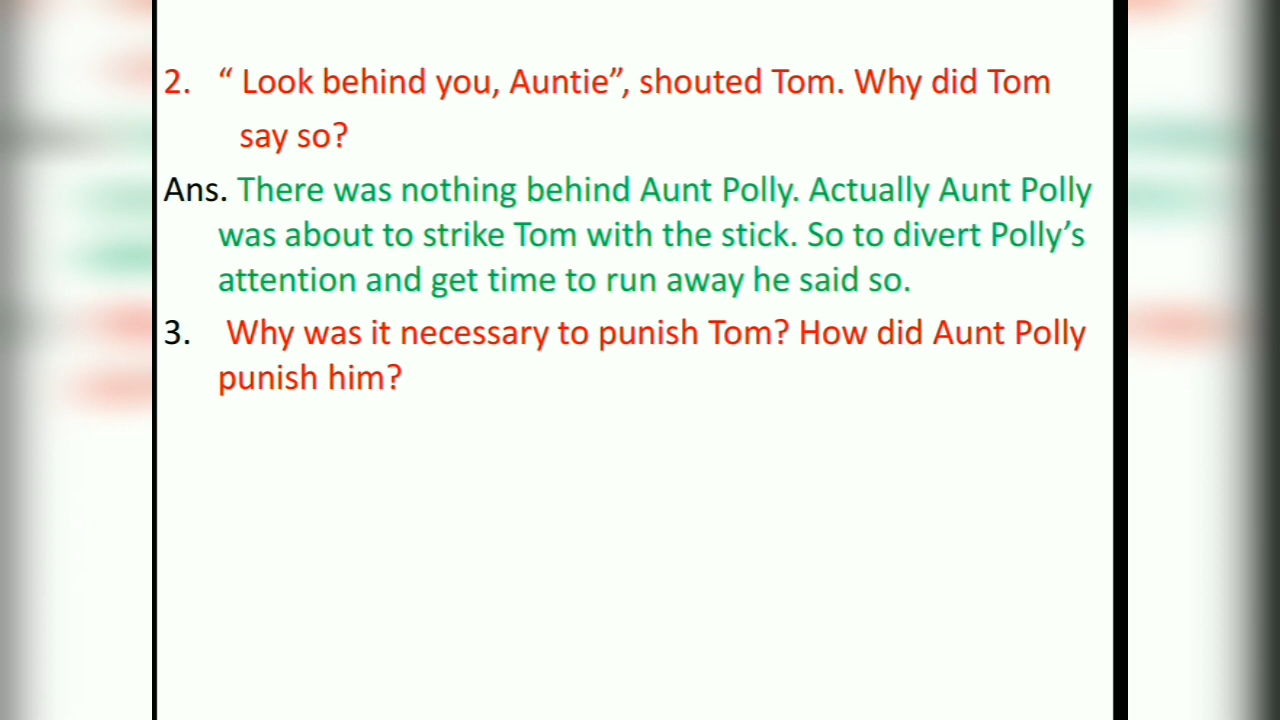 2. “ Look behind you, Auntie”, shouted Tom. Why did Tom
say so?
Ans. There was nothing behind Aunt Polly. Actually Aunt Polly
was about to strike Tom with the stick. So to divert Polly’s
attention and get time to run away he said so.
3. Why was it necessary to punish Tom? How did Aunt Polly
punish him?